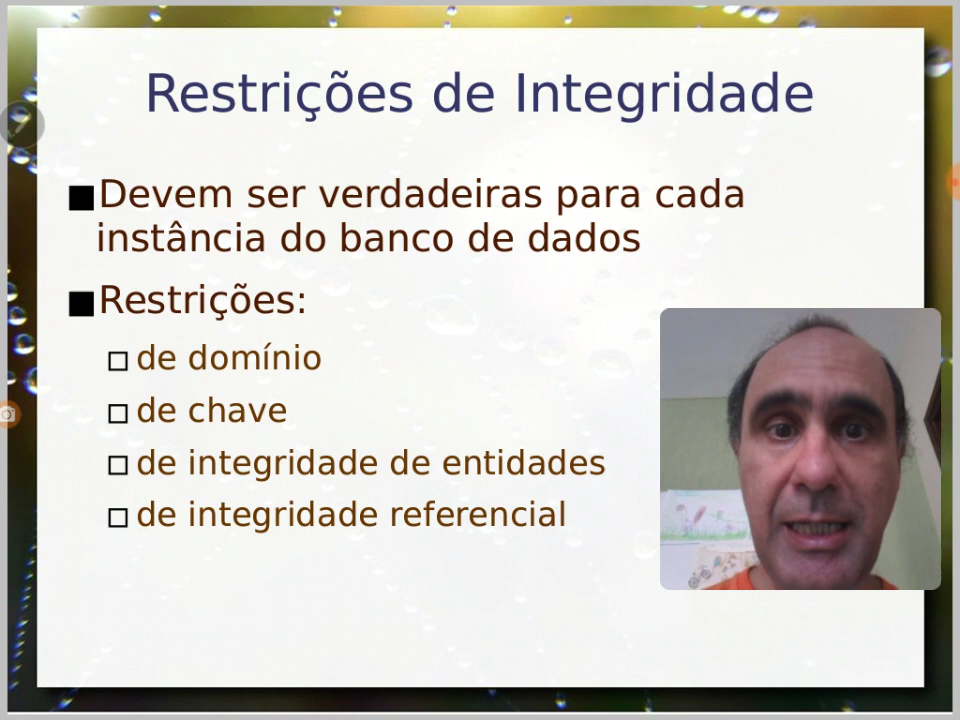 Restrições de Integridade
Devem ser verdadeiras para cada
instância do banco de dados
Restrições:
de domínio
de chave
de integridade de entidades
de integridade referencial